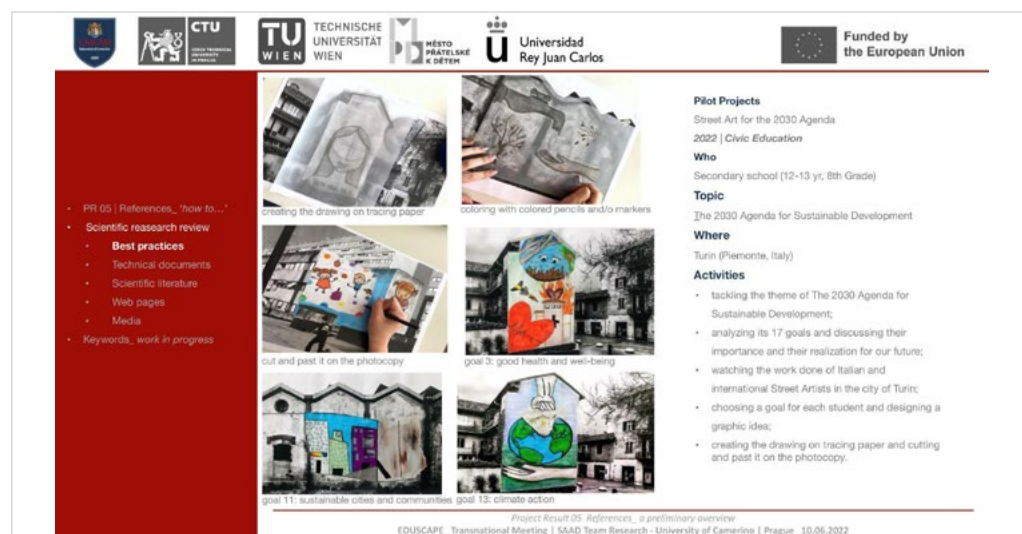 CTU
CZECH TECHNICAL
UNIVERSITY
IN PRAGUE
TU
WIEN
TECHNISCHE
UNIVERSITÄT
WIEN
MĚSTO
PŘÁTELSKÉ
K DĚTEM
Universidad
Rey Juan Carlos
Funded by
the European Union
PR 05 | References_ 'how to...'
Scientific reasearch review
Best practices
Technical documents
Scientific literature
Web pages
Media
Keywords_ work in progress
creating the drawing on tracing paper
coloring with colored pencils and/o markers
cut and past it on the photocopy
goal 3: good health and well-being
goal 11: sustainable cities and communities
goal 13: climate action
Pilot Projects
Street Art for the 2030 Agenda
2022 | Civic Education
Who
Secondary school (12-13 yr, 8th Grade)
Topic
The 2030 Agenda for Sustainable Development
Where
Turin (Piemonte, Italy)
Activities
tackling the theme of The 2030 Agenda for
Sustainable Development;
analyzing its 17 goals and discussing their
importance and their realization for our future;
watching the work done of Italian and
international Street Artists in the city of Turin;
choosing a goal for each student and designing a
graphic idea;
creating the drawing on tracing paper and cutting
and past it on the photocopy.
Project Result 05 References_ a preliminary overview
EDUSCAPE_Transnational Meeting | SAAD Team Research - University of Camerino | Prague_10.06.2022